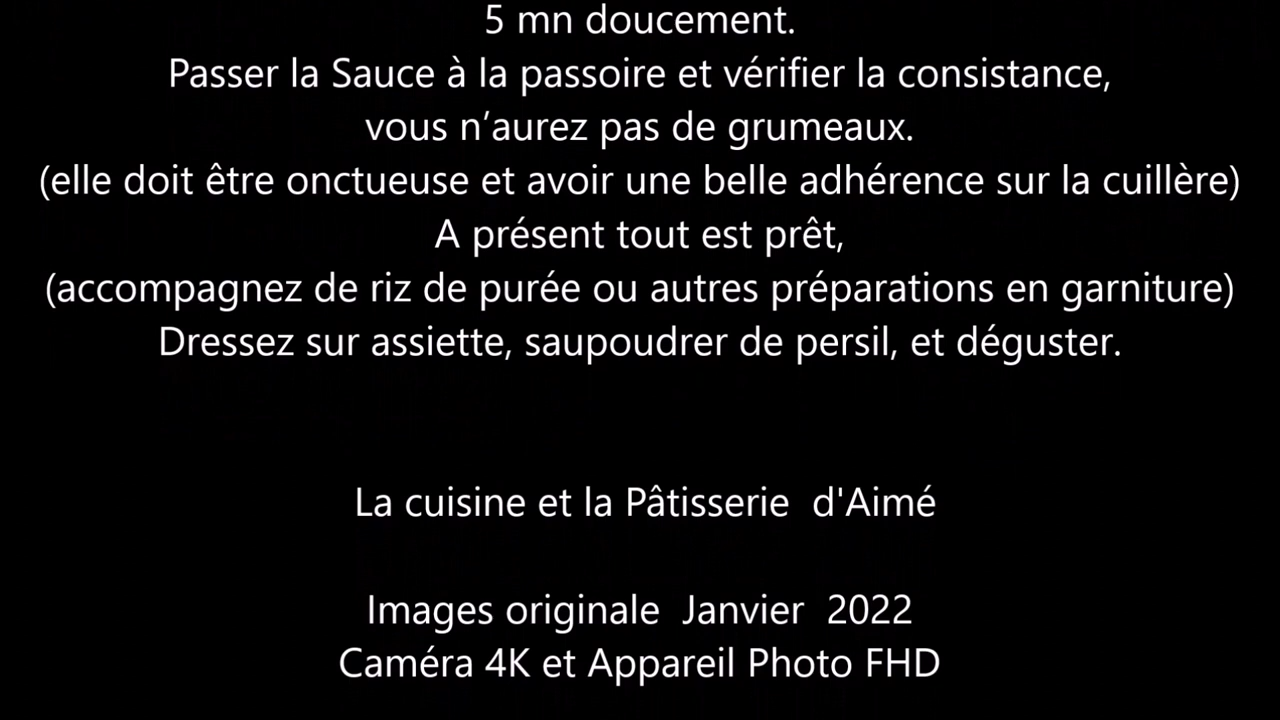 5 mn doucement.
Passer la Sauce à la passoire et vérifier la consistance,
vous n’aurez pas de grumeaux.
(elle doit être onctueuse et avoir une belle adhérence sur la cuillère)
A présent tout est prêt,
(accompagnez de riz de purée ou autres préparations en garniture)
Dressez sur assiette, saupoudrer de persil, et déguster.
La cuisine et la Pâtisserie  d'Aimé
Images originale  Janvier  2022
Caméra 4K et Appareil Photo FHD